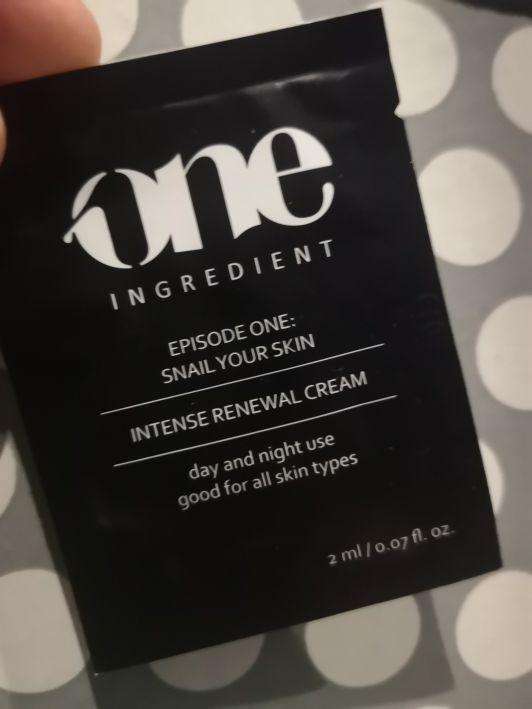 one
INGREDIENT
EPISODE ONE:
SNAIL YOUR SKIN
INTENSE RENEWAL CREAM
day and night use
good for all skin types
2 ml / 0.07 fl. oz.